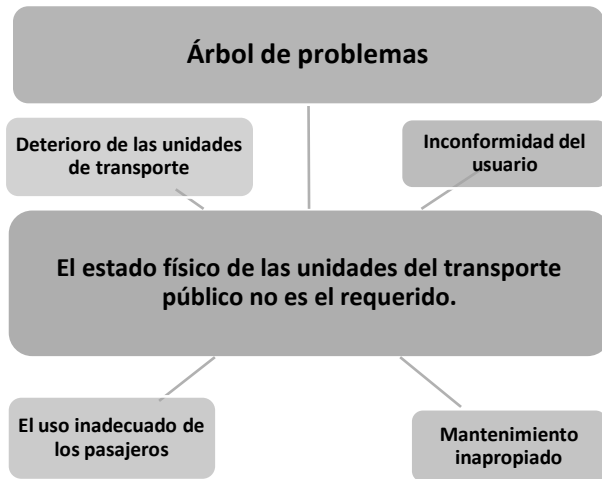 Árbol de problemas
Deterioro de las unidades
de transporte
Inconformidad del
usuario
El estado físico de las unidades del transporte
público no es el requerido.
El uso inadecuado de
los pasajeros
Mantenimiento
inapropiado